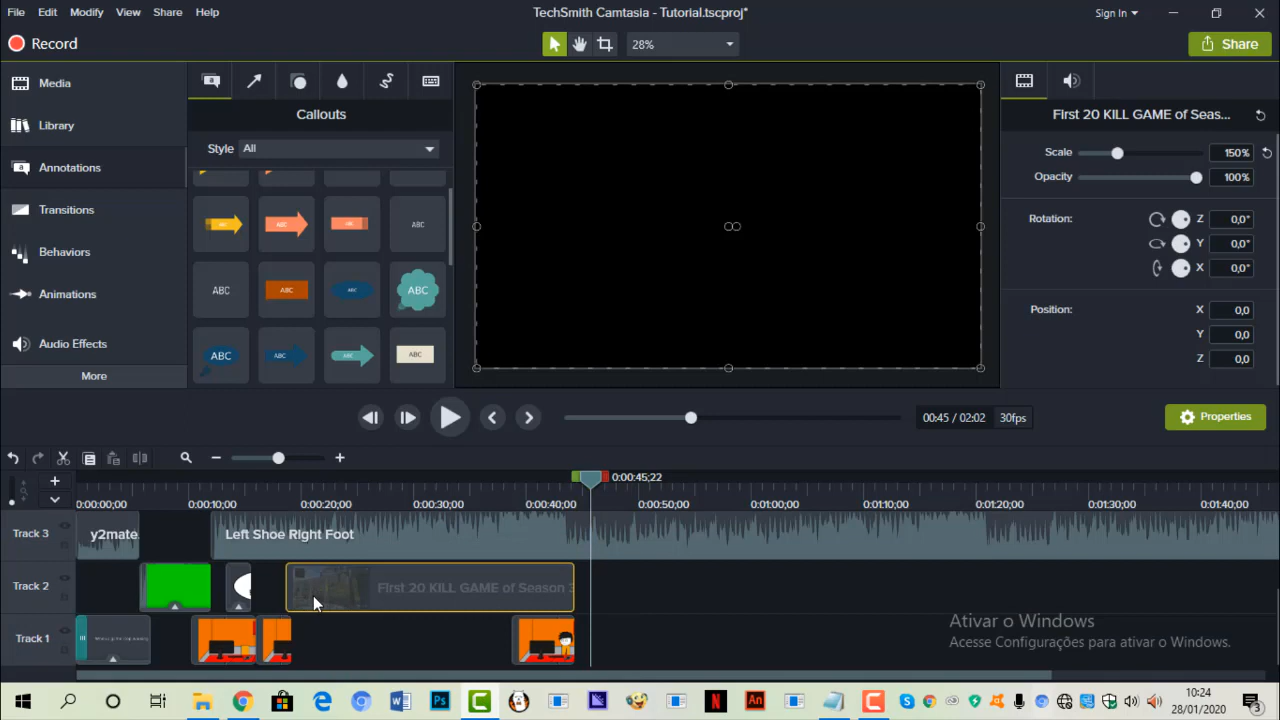 File Edit Modify View Share Help
TechSmith Camtasia - Tutorial.tscproj*
Sign In
Record
28%
Share
Media
Library
Annotations
Transitions
Behaviors
Animations
Audio Effects
More
Callouts
Style All
ABC ABC ABC ABC
ABC ABC ABC ABC
ABC ABC ABC ABC
First 20 KILL GAME of Seas...
Scale 150%
Opacity 100%
Rotation: Z 0,0°
Y 0,0°
X 0,0°
Position: X 0,0
Y 0,0
Z 0,0
00:45 / 02:02 30fps
Properties
0:00:45;22
0:00:00;00 0:00:10;00 0:00:20;00 0:00:30;00 0:00:40;00 0:00:50;00 0:01:00;00 0:01:10;00 0:01:20;00 0:01:30;00 0:01:40;00
Track 3 y2mate. Left Shoe Right Foot
Track 2 First 20 KILL GAME of Season 3
Track 1
Ativar o Windows
Acesse Configurações para ativar o Windows.
10:24
28/01/2020
3